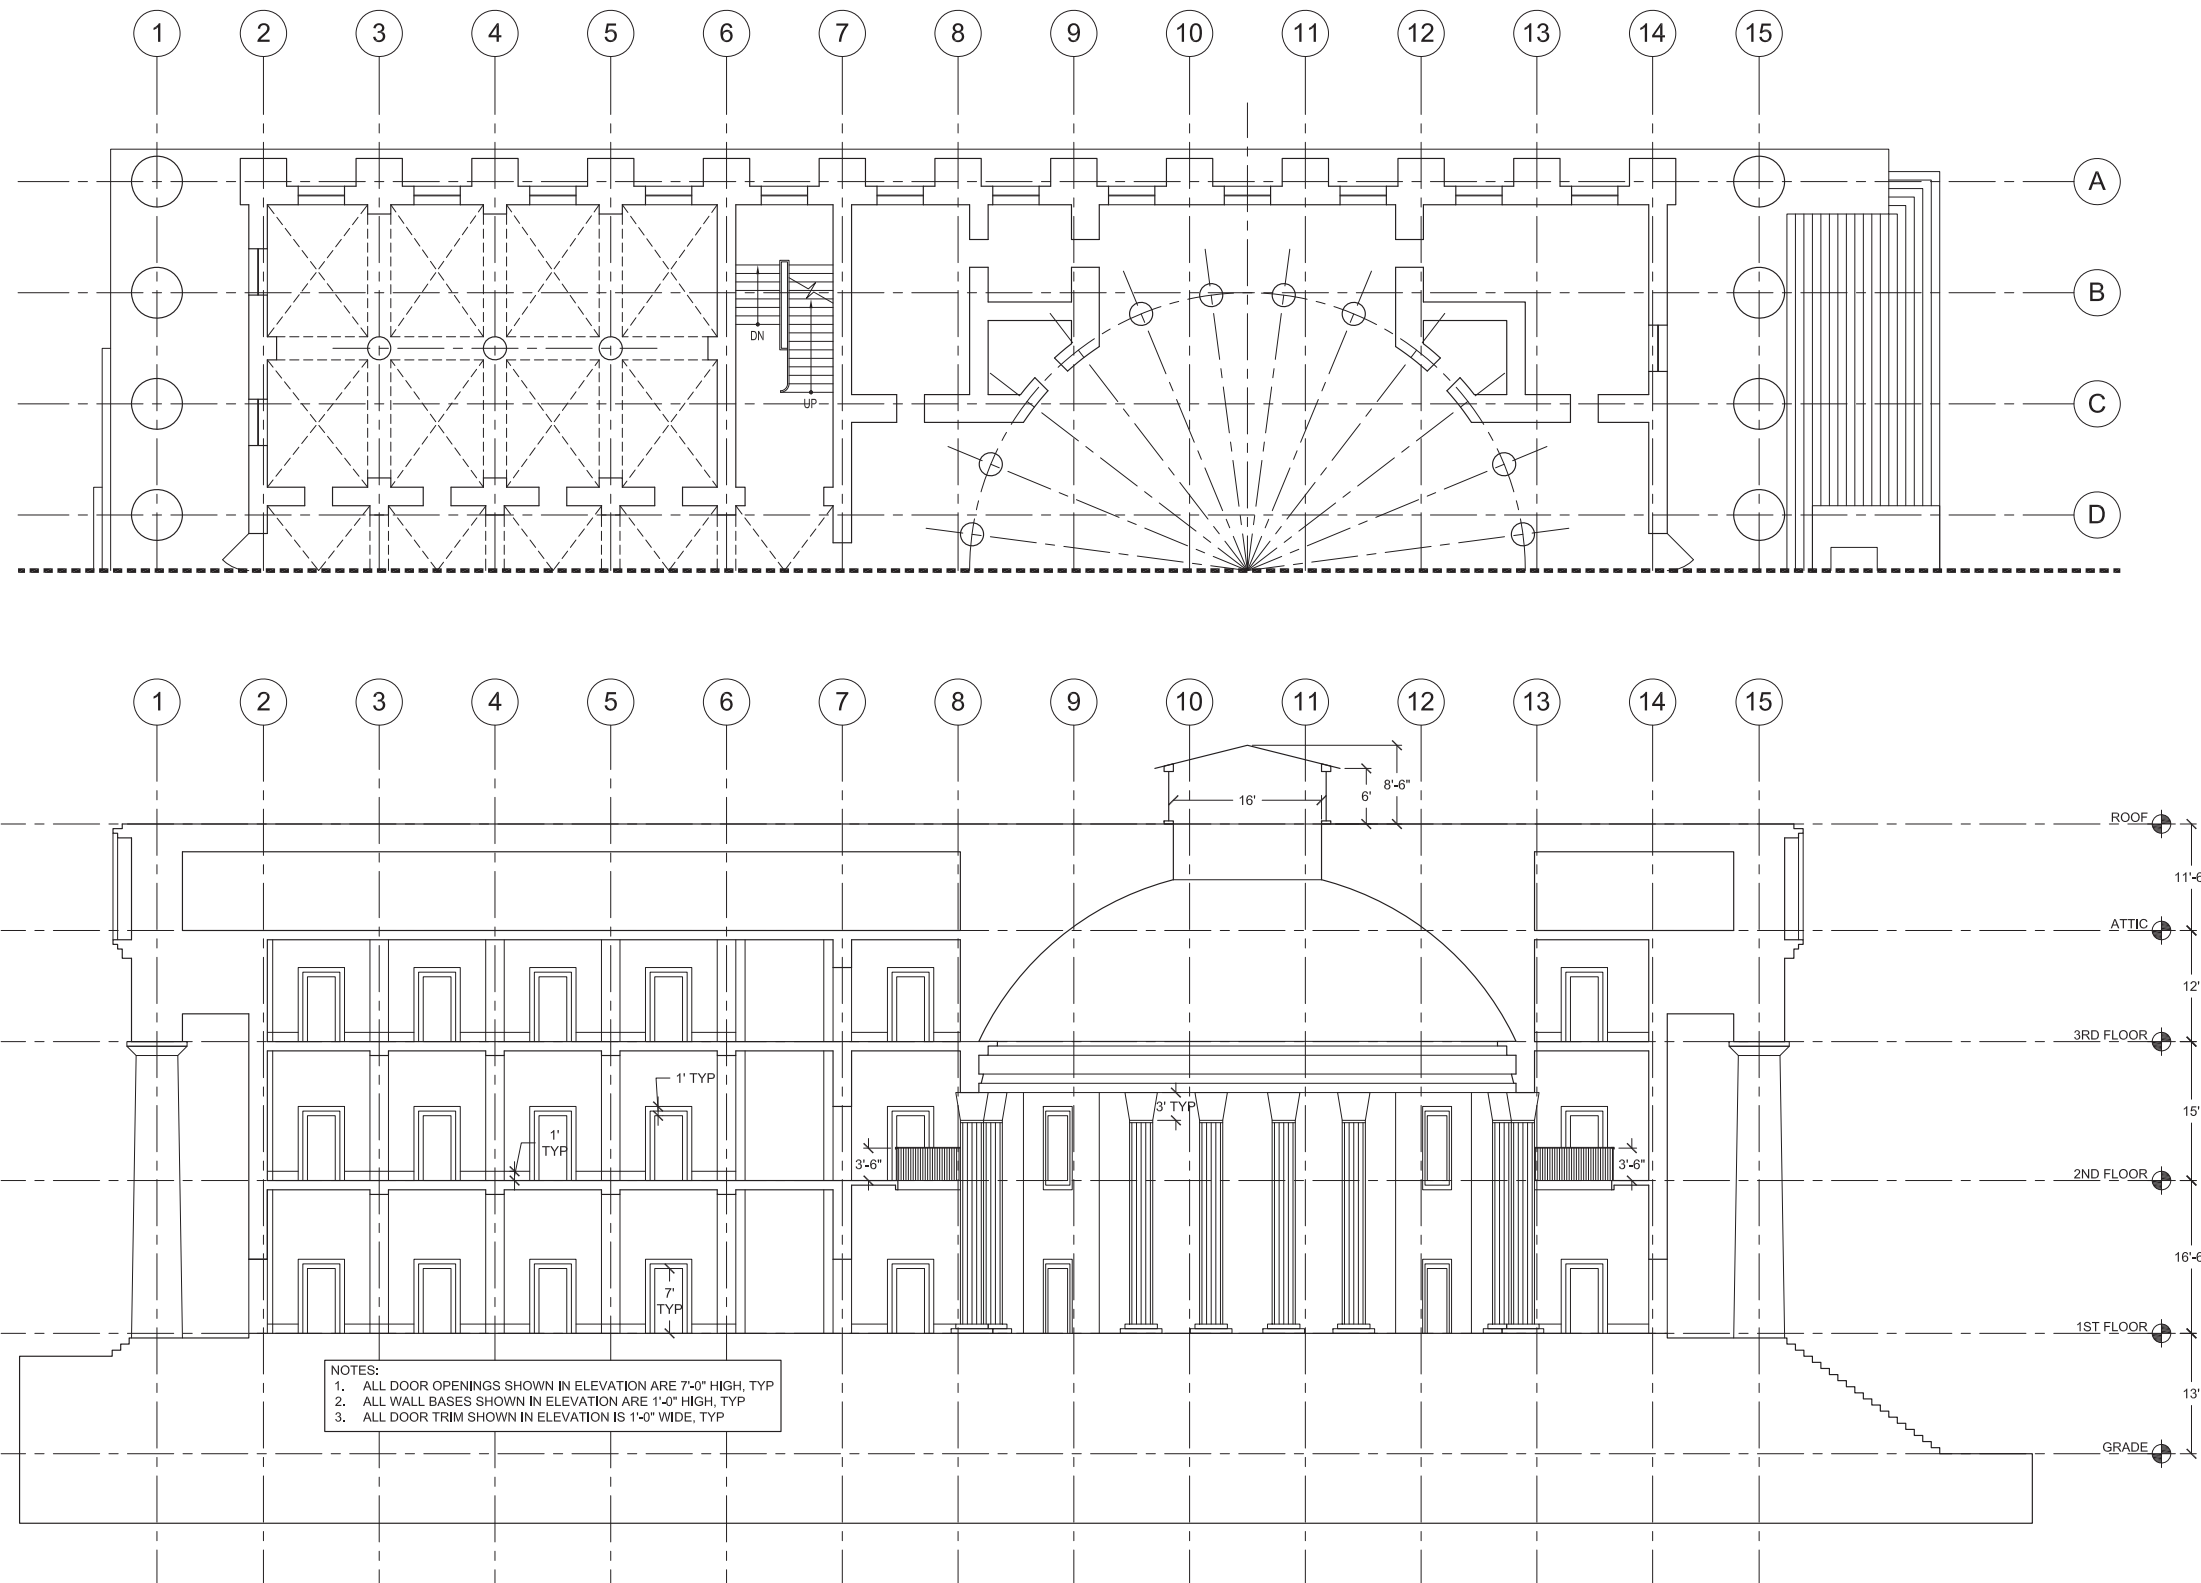 1 2 3 4 5 6 7 8 9 10 11 12 13 14 15
A
B
DN
UP
C
D
1 2 3 4 5 6 7 8 9 10 11 12 13 14 15
8'-6"
6'
16'
ROOF
11'-6
ATTIC
12'
3RD FLOOR
1' TYP
3' TYP
15'
1'
TYP
3'-6"
3'-6"
2ND FLOOR
16'-6
7'
TYP
1ST FLOOR
NOTES:
1. ALL DOOR OPENINGS SHOWN IN ELEVATION ARE 7'-0" HIGH, TYP
2. ALL WALL BASES SHOWN IN ELEVATION ARE 1'-0" HIGH, TYP
3. ALL DOOR TRIM SHOWN IN ELEVATION IS 1'-0" WIDE, TYP
13'
GRADE